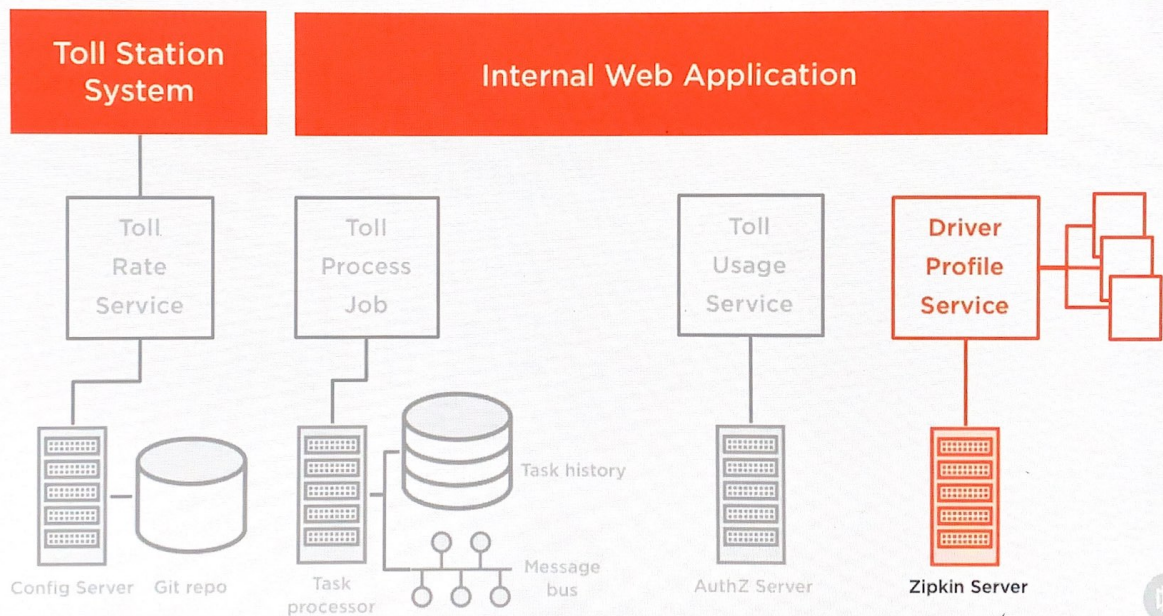 Toll Station
System
Internal Web Application
Toll
Rate
Service
Toll
Process
Job
Toll
Usage
Service
Driver
Profile
Service
Task history
Message
bus
Config Server
Git repo
Task
processor
AuthZ Server
Zipkin Server